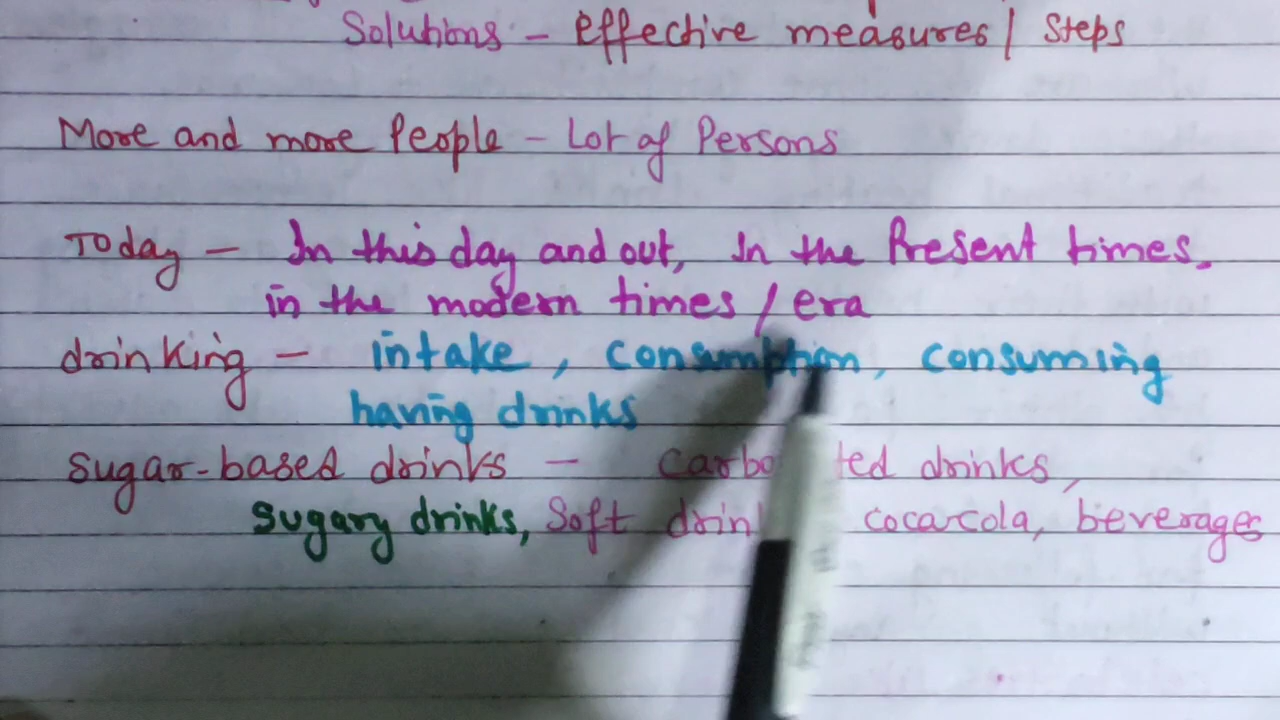 Solutions - effective measures / steps
More and more People - Lot of Persons
Today - In this day and out, In the Present times.
in the modern times / era
drinking - intake, consumption, consuming
having drinks
sugar-based drinks - drinks,
sugary drinks, Soft cocacola, beverages